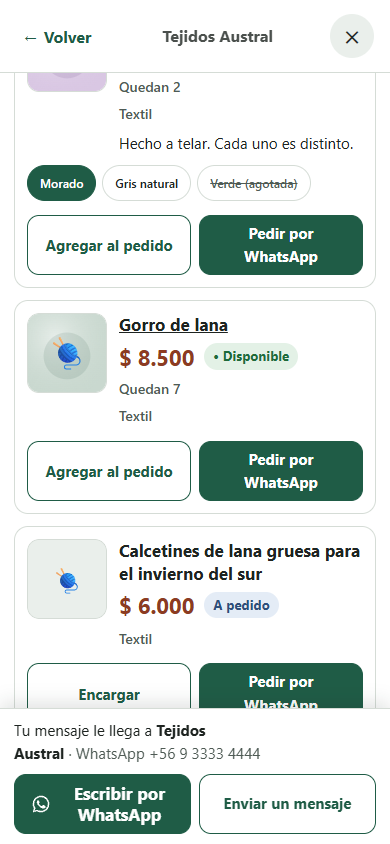 ← Volver
Tejidos Austral
×
Quedan 2
Textil
Hecho a telar. Cada uno es distinto.
Morado
Gris natural
Verde (agotada)
Agregar al pedido
Pedir por
WhatsApp
Gorro de lana
$ 8.500
• Disponible
Quedan 7
Textil
Agregar al pedido
Pedir por
WhatsApp
Calcetines de lana gruesa para
el invierno del sur
$ 6.000
A pedido
Textil
Encargar
Pedir por
WhatsApp
Tu mensaje le llega a Tejidos
Austral · WhatsApp +56 9 3333 4444
Escribir por
WhatsApp
Enviar un mensaje